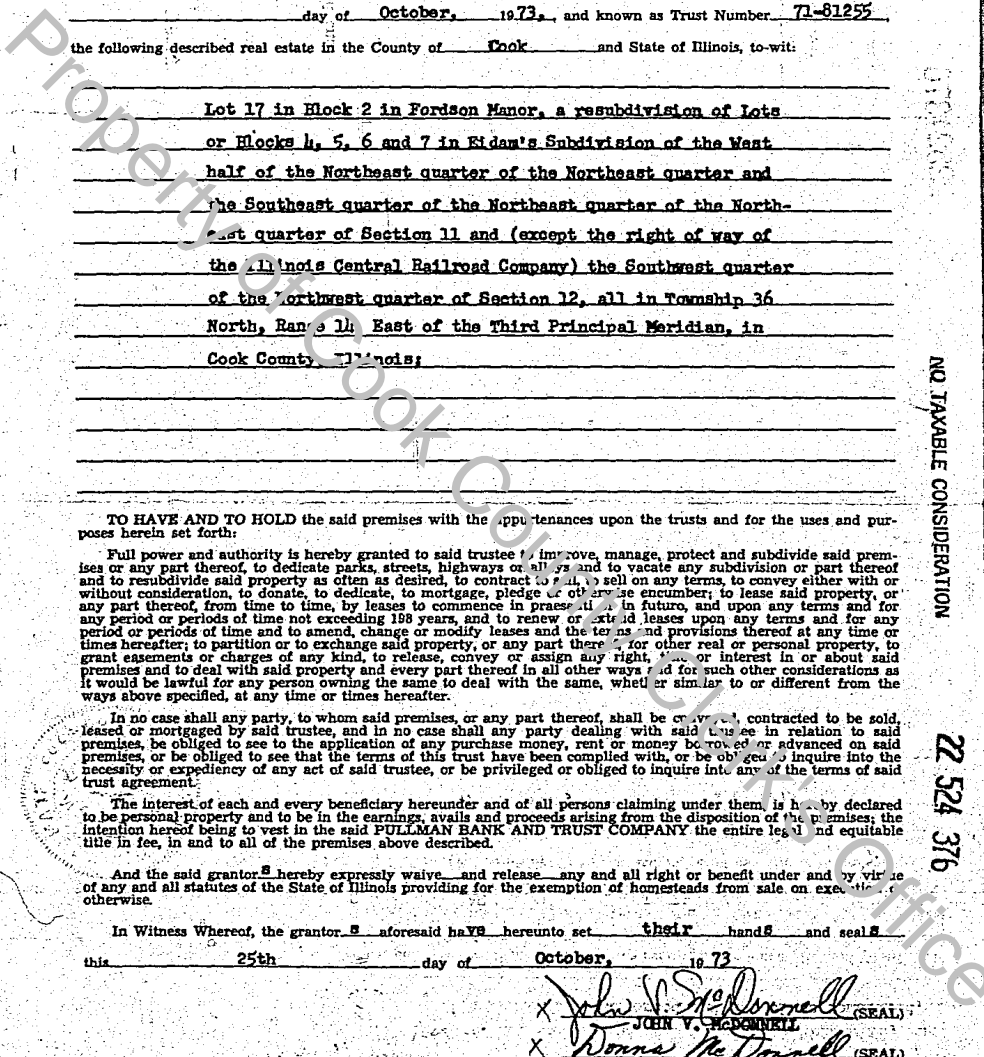 day of October, 1973, and known as Trust Number 71-81255,
the following described real estate in the County of Cook and State of Illinois, to-wit:
Lot 17 in Block 2 in Fordson Manor, a resubdivision of Lots
or Blocks 4, 5, 6 and 7 in Eidam's Subdivision of the West
half of the Northeast quarter of the Northeast quarter and
the Southeast quarter of the Northeast quarter of the North-
east quarter of Section 11 and (except the right of way of
the Illinois Central Railroad Company) the Southwest quarter
of the Northwest quarter of Section 12, all in Township 36
North, Range 14 East of the Third Principal Meridian, in
Cook County, Illinois;
TO HAVE AND TO HOLD the said premises with the appurtenances upon the trusts and for the uses and pur-
poses herein set forth:
Full power and authority is hereby granted to said trustee to improve, manage, protect and subdivide said prem-
ises or any part thereof, to dedicate parks, streets, highways or alleys and to vacate any subdivision or part thereof
and to resubdivide said property as often as desired, to contract to sell, to sell on any terms, to convey either with or
without consideration, to donate, to dedicate, to mortgage, pledge or otherwise encumber; to lease said property, or
any part thereof, from time to time, by leases to commence in praesenti or in futuro, and upon any terms and for
any period or periods of time not exceeding 198 years, and to renew or extend leases upon any terms and for any
period or periods of time and to amend, change or modify leases and the terms and provisions thereof at any time or
times hereafter; to partition or to exchange said property, or any part thereof, for other real or personal property, to
grant easements or charges of any kind, to release, convey or assign any right, title or interest in or about said
premises and to deal with said property and every part thereof in all other ways and for such other considerations as
it would be lawful for any person owning the same to deal with the same, whether similar to or different from the
ways above specified, at any time or times hereafter.
In no case shall any party, to whom said premises, or any part thereof, shall be conveyed, contracted to be sold,
leased or mortgaged by said trustee, and in no case shall any party dealing with said trustee in relation to said
premises, be obliged to see to the application of any purchase money, rent or money borrowed or advanced on said
premises, or be obliged to see that the terms of this trust have been complied with, or be obliged to inquire into the
necessity or expediency of any act of said trustee, or be privileged or obliged to inquire into any of the terms of said
trust agreement.
The interest of each and every beneficiary hereunder and of all persons claiming under them, is hereby declared
to be personal property and to be in the earnings, avails and proceeds arising from the disposition of the premises; the
intention hereof being to vest in the said PULLMAN BANK AND TRUST COMPANY the entire legal and equitable
title in fee, in and to all of the premises above described.
And the said grantor s hereby expressly waive and release any and all right or benefit under and by virtue
of any and all statutes of the State of Illinois providing for the exemption of homesteads from sale on execution or
otherwise.
In Witness Whereof, the grantor s aforesaid have hereunto set their hand s and seal s
this 25th day of October, 1973
X John V. McDonnell (SEAL)
JOHN V. McDONNELL
X Donna McDonnell (SEAL)
NO TAXABLE CONSIDERATION
22 524 376
Property of Cook County Clerk's Office